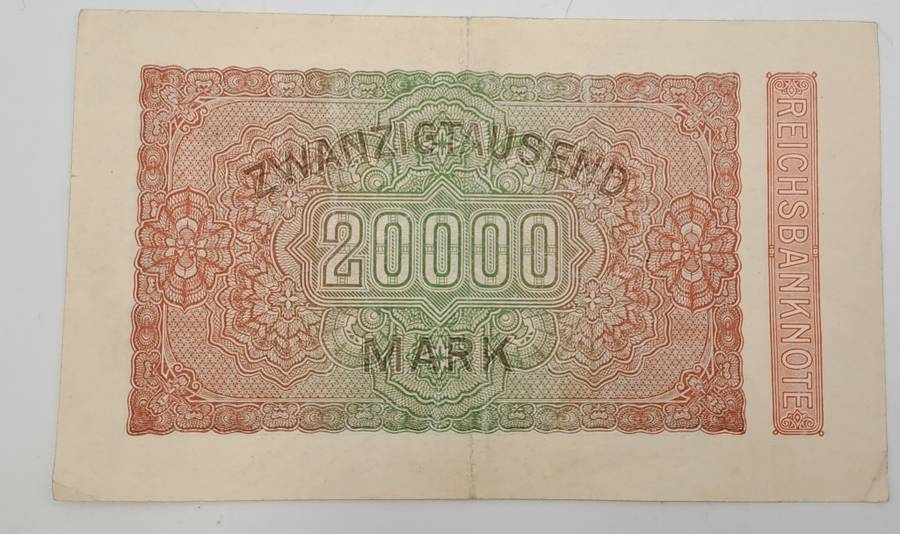 ZWANZIGTAUSEND
20000
MARK
REICHSBANKNOTE